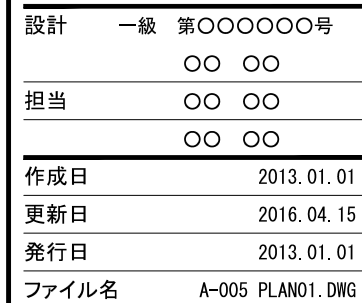 設計 一級 第〇〇〇〇〇〇号
〇〇 〇〇
担当 〇〇 〇〇
〇〇 〇〇
作成日 2013.01.01
更新日 2016.04.15
発行日 2013.01.01
ファイル名 A-005 PLAN01.DWG